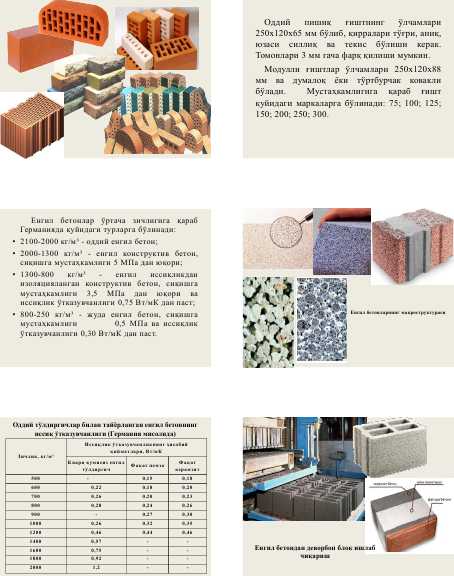 Оддий пишиқ ғиштнинг ўлчамлари
250x120x65 мм бўлиб, қирралари тўғри, аниқ,
юзаси силлиқ ва текис бўлиши керак.
Томонлари 3 мм гача фарқ қилиши мумкин.
Модулли ғиштлар ўлчамлари 250x120x88
мм ва думалоқ ёки тўртбурчак ковакли
бўлади. Мустаҳкамлигига қараб ғишт
қуйидаги маркаларга бўлинади: 75; 100; 125;
150; 200; 250; 300.
Енгил бетонлар ўртача зичлигига қараб
Германияда қуйидаги турларга бўлинади:
• 2100-2000 кг/м³ - оддий енгил бетон;
• 2000-1300 кг/м³ - енгил конструктив бетон,
сиқишга мустаҳкамлиги 5 МПа дан юқори;
• 1300-800 кг/м³ - енгил иссиқликдан
изоляцияланган конструктив бетон, сиқишга
мустаҳкамлиги 3,5 МПа дан юқори ва
иссиқлик ўтказувчанлиги 0,75 Вт/мК дан паст;
• 800-250 кг/м³ - жуда енгил бетон, сиқишга
мустаҳкамлиги 0,5 МПа ва иссиқлик
ўтказувчанлиги 0,30 Вт/мК дан паст.
Енгил бетонларнинг макроструктураси
Оддий тўлдиргичлар билан тайёрланган енгил бетоннинг
иссиқ ўтказувчанлиги (Германия мисолида)
Зичлик, кг/м³
Иссиқлик ўтказувчанликнинг ҳисобий
қийматлари, Вт/мК
Кварц қумисиз енгил
тўлдиргич
Фақат пемза
Фақат
керамзит
500 - 0,15 0,18
600 0,22 0,18 0,20
700 0,26 0,20 0,23
800 0,28 0,24 0,26
900 - 0,27 0,30
1000 0,26 0,32 0,35
1200 0,46 0,44 0,46
1400 0,57 - -
1600 0,75 - -
1800 0,92 - -
2000 1,2 - -
Енгил бетондан деворбоп блок ишлаб
чиқариш